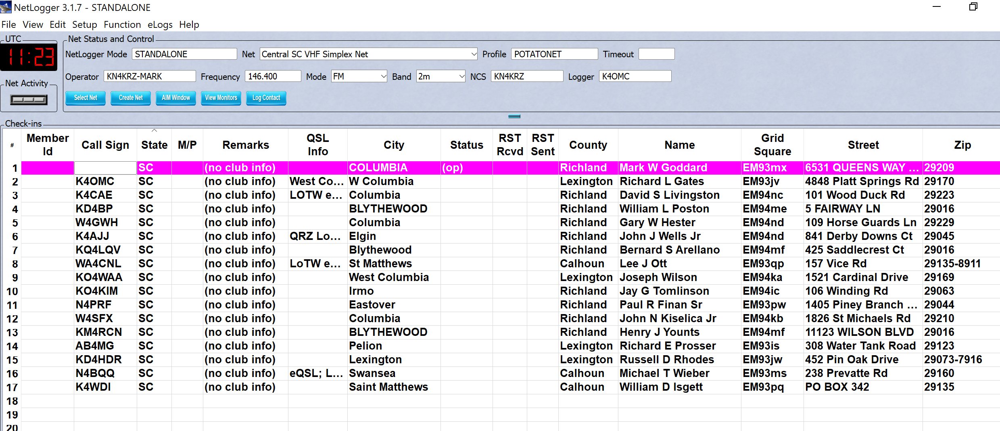 NetLogger 3.1.7 - STANDALONE
File View Edit Setup Function eLogs Help
UTC
11:23
Net Activity
Net Status and Control
NetLogger Mode STANDALONE Net Central SC VHF Simplex Net Profile POTATONET Timeout
Operator KN4KRZ-MARK Frequency 146.400 Mode FM Band 2m NCS KN4KRZ Logger K4OMC
Select Net Create Net AIM Window View Monitors Log Contact
Check-ins
# Member Id Call Sign State M/P Remarks QSL Info City Status RST Rcvd RST Sent County Name Grid Square Street Zip
1 SC (no club info) COLUMBIA (op) Richland Mark W Goddard EM93mx 6531 QUEENS WAY ... 29209
2 K4OMC SC (no club info) West Co... W Columbia Lexington Richard L Gates EM93jv 4848 Platt Springs Rd 29170
3 K4CAE SC (no club info) LOTW e... Columbia Richland David S Livingston EM94nc 101 Wood Duck Rd 29223
4 KD4BP SC (no club info) BLYTHEWOOD Richland William L Poston EM94me 5 FAIRWAY LN 29016
5 W4GWH SC (no club info) Columbia Richland Gary W Hester EM94nd 109 Horse Guards Ln 29229
6 K4AJJ SC (no club info) QRZ Lo... Elgin Richland John J Wells Jr EM94nd 841 Derby Downs Ct 29045
7 KQ4LQV SC (no club info) Blythewood Richland Bernard S Arellano EM94mf 425 Saddlecrest Ct 29016
8 WA4CNL SC (no club info) LoTW e... St Matthews Calhoun Lee J Ott EM93qp 157 Vice Rd 29135-8911
9 KO4WAA SC (no club info) West Columbia Lexington Joseph Wilson EM94ka 1521 Cardinal Drive 29169
10 KO4KIM SC (no club info) Irmo Richland Jay G Tomlinson EM94ic 106 Winding Rd 29063
11 N4PRF SC (no club info) Eastover Richland Paul R Finan Sr EM93pw 1405 Piney Branch ... 29044
12 W4SFX SC (no club info) Columbia Richland John N Kiselica Jr EM94kb 1826 St Michaels Rd 29210
13 KM4RCN SC (no club info) BLYTHEWOOD Richland Henry J Younts EM94mf 11123 WILSON BLVD 29016
14 AB4MG SC (no club info) Pelion Lexington Richard E Prosser EM93is 308 Water Tank Road 29123
15 KD4HDR SC (no club info) Lexington Lexington Russell D Rhodes EM93jw 452 Pin Oak Drive 29073-7916
16 N4BQQ SC (no club info) eQSL; L... Swansea Calhoun Michael T Wieber EM93ms 238 Prevatte Rd 29160
17 K4WDI SC (no club info) Saint Matthews Calhoun William D Isgett EM93pq PO BOX 342 29135
18
19
20